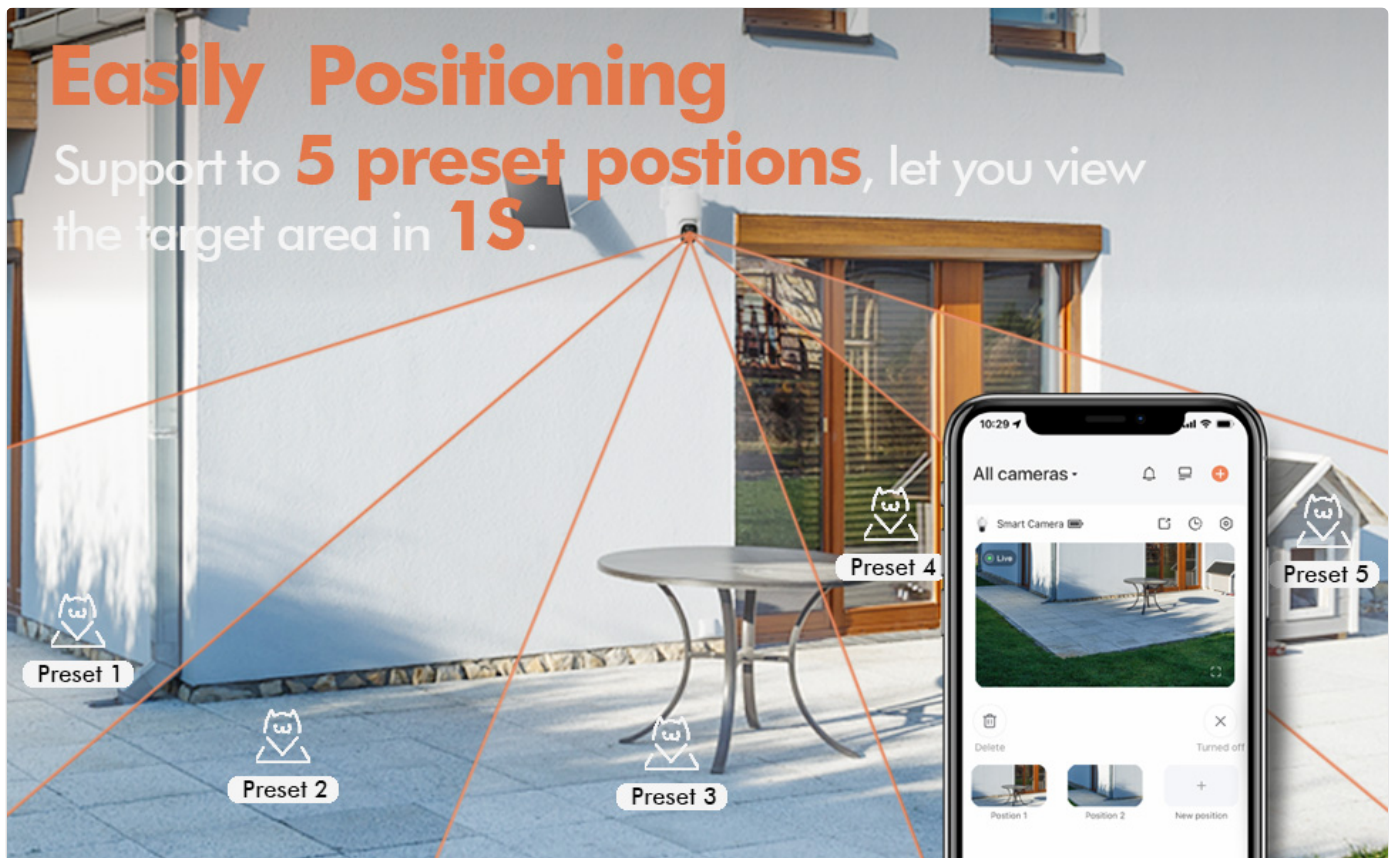 Easily Positioning
Support to 5 preset postions, let you view
the target area in 1S.
10:29
All cameras
Smart Camera
Live
Preset 4
Preset 5
Preset 1
Delete
Turned off
Preset 2
Preset 3
Postion 1
Position 2
New position